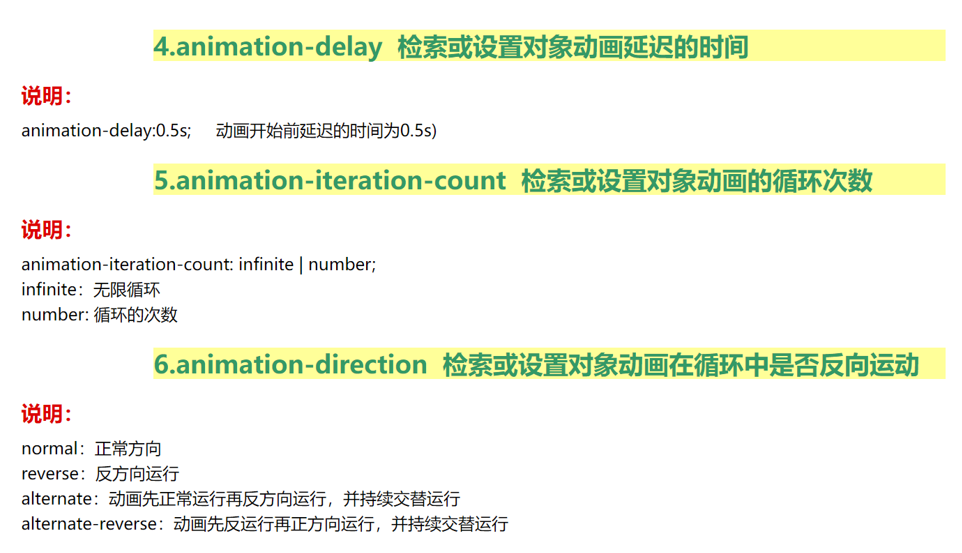 4.animation-delay 检索或设置对象动画延迟的时间
说明：
animation-delay:0.5s; 动画开始前延迟的时间为0.5s)
5.animation-iteration-count 检索或设置对象动画的循环次数
说明：
animation-iteration-count: infinite | number;
infinite：无限循环
number: 循环的次数
6.animation-direction 检索或设置对象动画在循环中是否反向运动
说明：
normal：正常方向
reverse：反方向运行
alternate：动画先正常运行再反方向运行，并持续交替运行
alternate-reverse：动画先反运行再正方向运行，并持续交替运行